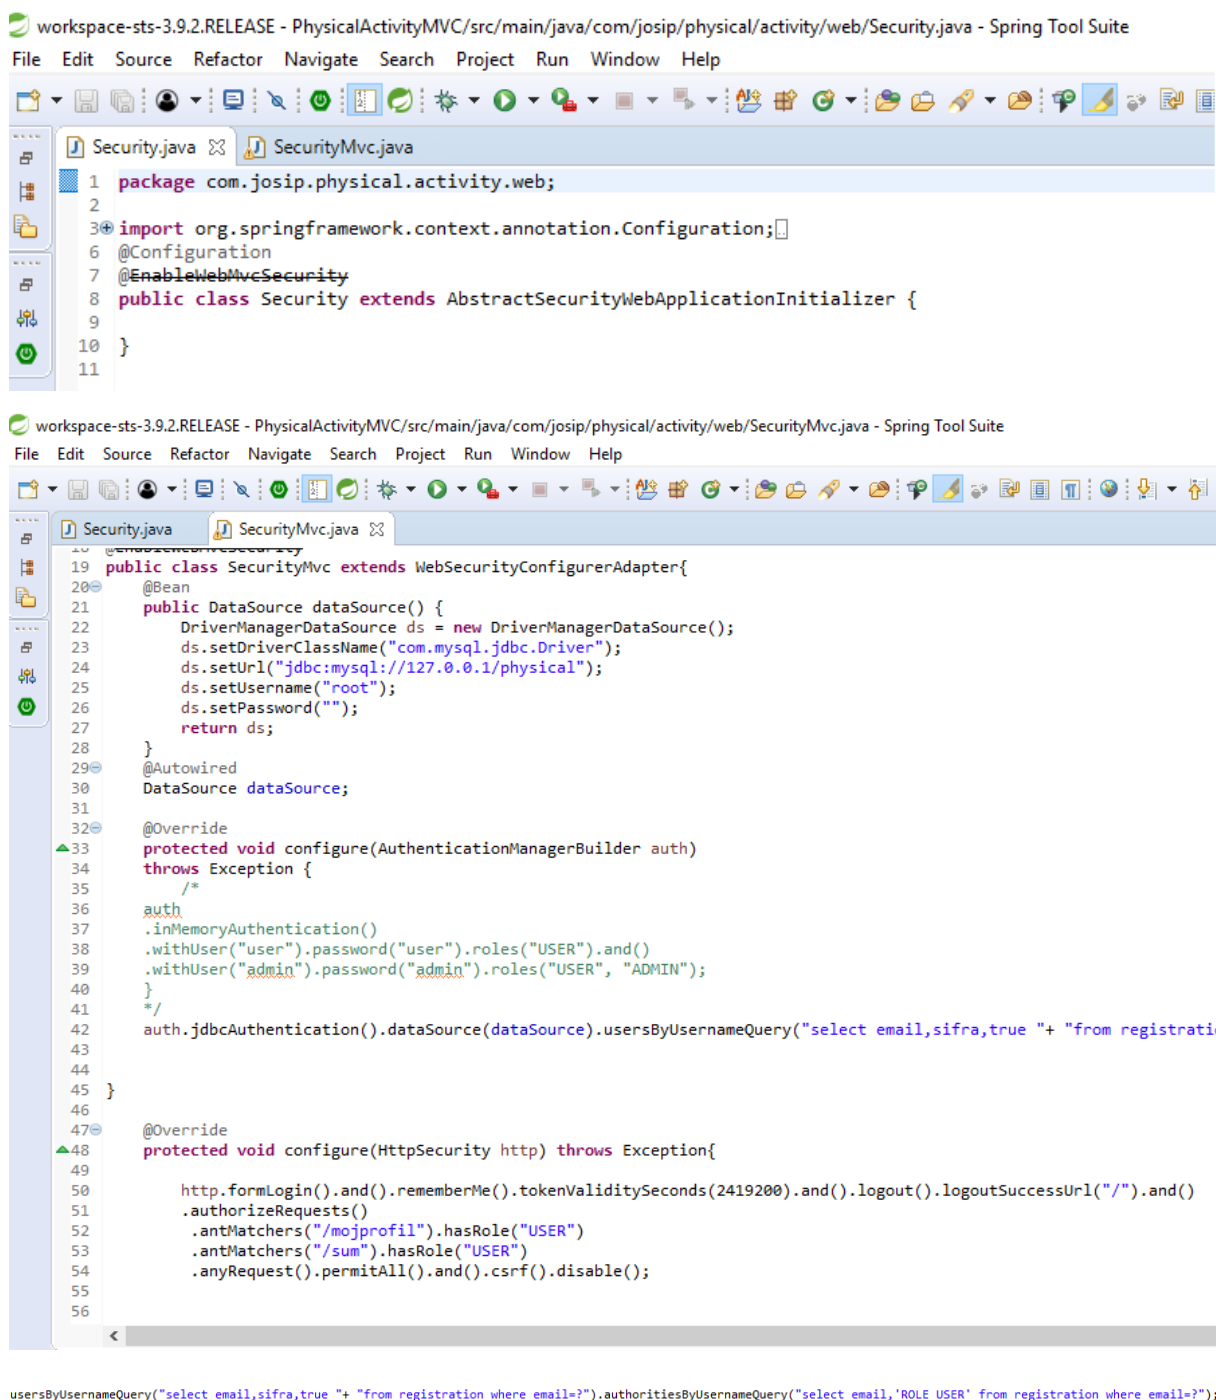 workspace-sts-3.9.2.RELEASE - PhysicalActivityMVC/src/main/java/com/josip/physical/activity/web/Security.java - Spring Tool Suite
File Edit Source Refactor Navigate Search Project Run Window Help
Security.java SecurityMvc.java
1 package com.josip.physical.activity.web;
2
3 import org.springframework.context.annotation.Configuration;
6 @Configuration
7 @EnableWebMvcSecurity
8 public class Security extends AbstractSecurityWebApplicationInitializer {
9
10 }
11
workspace-sts-3.9.2.RELEASE - PhysicalActivityMVC/src/main/java/com/josip/physical/activity/web/SecurityMvc.java - Spring Tool Suite
File Edit Source Refactor Navigate Search Project Run Window Help
Security.java SecurityMvc.java
18 @EnableWebMvcSecurity
19 public class SecurityMvc extends WebSecurityConfigurerAdapter{
20 @Bean
21 public DataSource dataSource() {
22 DriverManagerDataSource ds = new DriverManagerDataSource();
23 ds.setDriverClassName("com.mysql.jdbc.Driver");
24 ds.setUrl("jdbc:mysql://127.0.0.1/physical");
25 ds.setUsername("root");
26 ds.setPassword("");
27 return ds;
28 }
29 @Autowired
30 DataSource dataSource;
31
32 @Override
33 protected void configure(AuthenticationManagerBuilder auth)
34 throws Exception {
35 /*
36 auth
37 .inMemoryAuthentication()
38 .withUser("user").password("user").roles("USER").and()
39 .withUser("admin").password("admin").roles("USER", "ADMIN");
40 }
41 */
42 auth.jdbcAuthentication().dataSource(dataSource).usersByUsernameQuery("select email,sifra,true "+ "from registratio
43
44
45 }
46
47 @Override
48 protected void configure(HttpSecurity http) throws Exception{
49
50 http.formLogin().and().rememberMe().tokenValiditySeconds(2419200).and().logout().logoutSuccessUrl("/").and()
51 .authorizeRequests()
52 .antMatchers("/mojprofil").hasRole("USER")
53 .antMatchers("/sum").hasRole("USER")
54 .anyRequest().permitAll().and().csrf().disable();
55
56
usersByUsernameQuery("select email,sifra,true "+ "from registration where email=?").authoritiesByUsernameQuery("select email,'ROLE_USER' from registration where email=?");